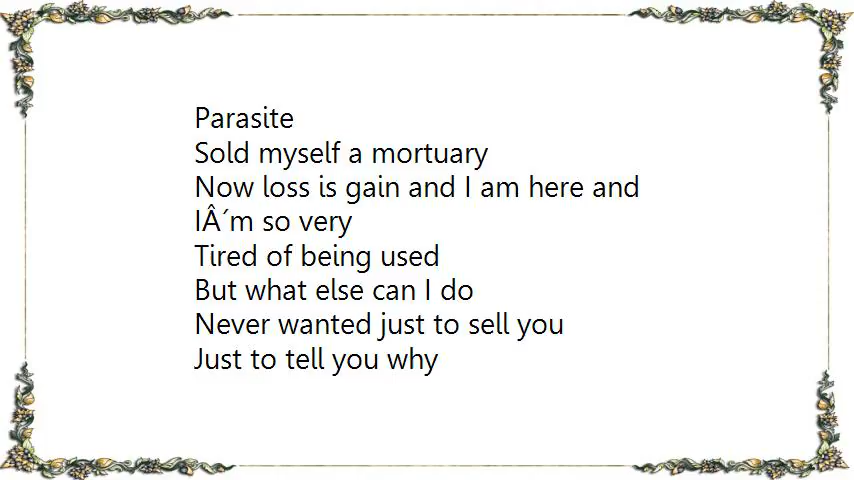 Parasite
Sold myself a mortuary
Now loss is gain and I am here and
IÂ´m so very
Tired of being used
But what else can I do
Never wanted just to sell you
Just to tell you why